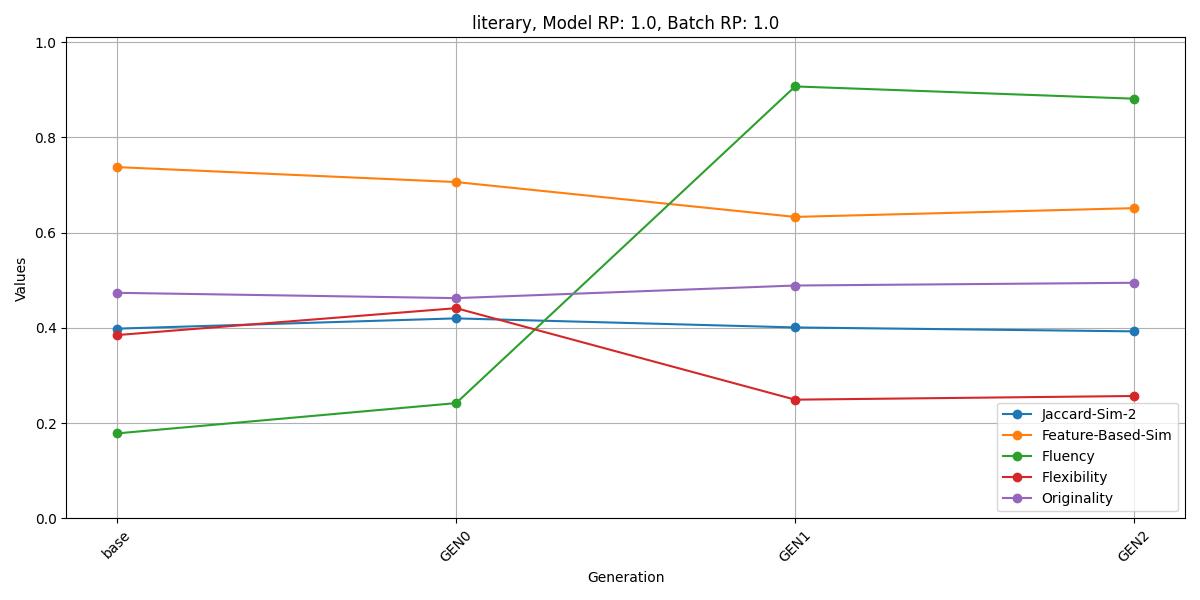 literary, Model RP: 1.0, Batch RP: 1.0
1.0
0.8
0.6
0.4
0.2
0.0
Values
base
GEN0
GEN1
GEN2
Generation
Jaccard-Sim-2
Feature-Based-Sim
Fluency
Flexibility
Originality